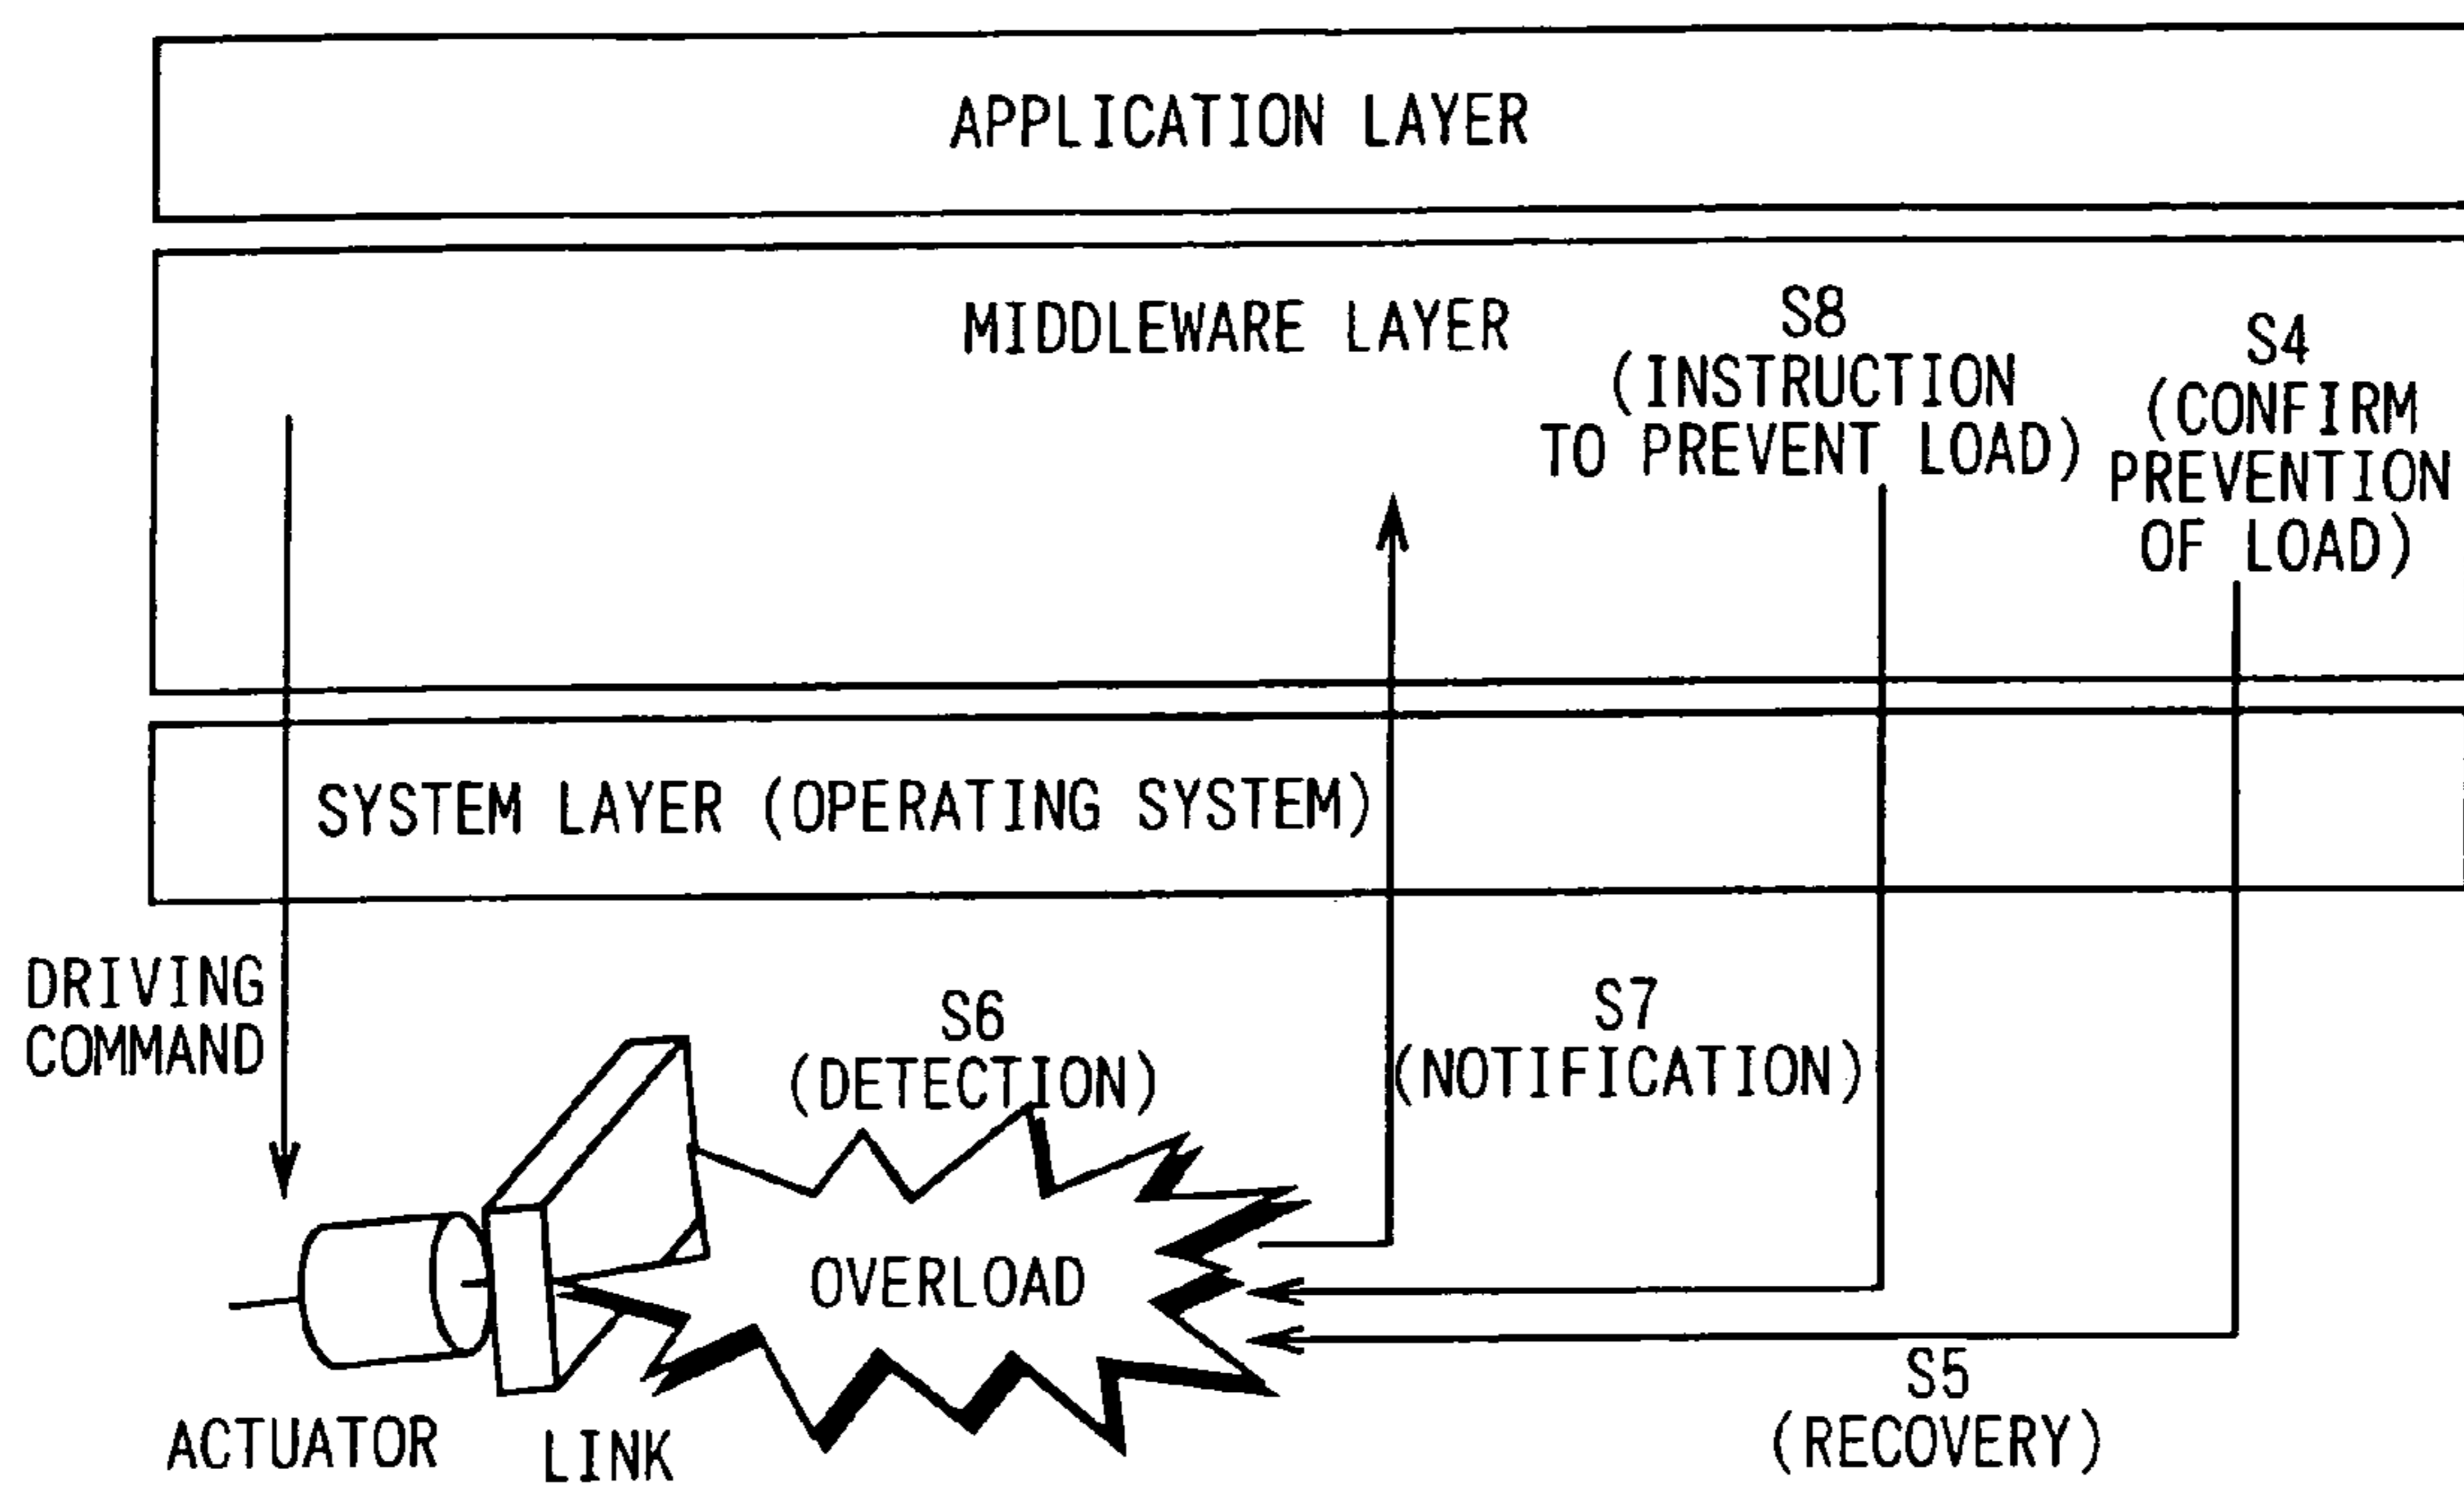 APPLICATION LAYER
MIDDLEWARE LAYER
S8
(INSTRUCTION
TO PREVENT LOAD)
S4
(CONFIRM
PREVENTION
OF LOAD)
SYSTEM LAYER (OPERATING SYSTEM)
DRIVING
COMMAND
S6
(DETECTION)
S7
(NOTIFICATION)
OVERLOAD
S5
(RECOVERY)
ACTUATOR
LINK